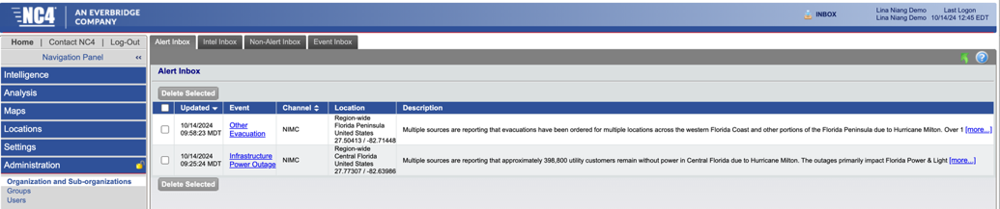 NC4
AN EVERBRIDGE
COMPANY
INBOX
Lina Niang Demo
Lina Niang Demo
Last Logon
10/14/24 12:45 EDT
Home | Contact NC4 | Log-Out
Navigation Panel «
Intelligence
Analysis
Maps
Locations
Settings
Administration
Organization and Sub-organizations
Groups
Users
Alert Inbox Intel Inbox Non-Alert Inbox Event Inbox
?
Alert Inbox
Delete Selected
Updated Event Channel Location Description
10/14/2024
09:58:23 MDT
Other
Evacuation
NIMC
Region-wide
Florida Peninsula
United States
27.50413 / -82.71448
Multiple sources are reporting that evacuations have been ordered for multiple locations across the western Florida Coast and other portions of the Florida Peninsula due to Hurricane Milton. Over 1 [more...]
10/14/2024
09:25:24 MDT
Infrastructure
Power Outage
NIMC
Region-wide
Central Florida
United States
27.77307 / -82.63986
Multiple sources are reporting that approximately 398,800 utility customers remain without power in Central Florida due to Hurricane Milton. The outages primarily impact Florida Power & Light [more...]
Delete Selected